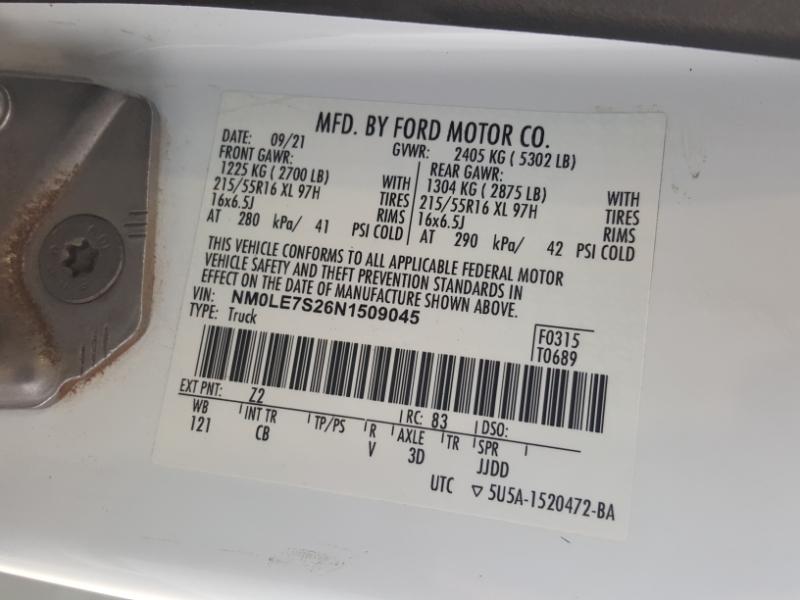 MFD. BY FORD MOTOR CO.
DATE: 09/21 GVWR: 2405 KG ( 5302 LB)
FRONT GAWR: REAR GAWR:
1225 KG ( 2700 LB) WITH 1304 KG ( 2875 LB) WITH
215/55R16 XL 97H TIRES 215/55R16 XL 97H TIRES
16x6.5J RIMS 16x6.5J RIMS
AT 280 kPa/ 41 PSI COLD AT 290 kPa/ 42 PSI COLD
THIS VEHICLE CONFORMS TO ALL APPLICABLE FEDERAL MOTOR
VEHICLE SAFETY AND THEFT PREVENTION STANDARDS IN
EFFECT ON THE DATE OF MANUFACTURE SHOWN ABOVE.
VIN: NM0LE7S26N1509045
TYPE: Truck
F0315
T0689
EXT PNT: Z2 RC: 83 DSO:
WB INT TR TP/PS R AXLE TR SPR
121 CB V 3D JJDD
UTC ▽ 5U5A-1520472-BA